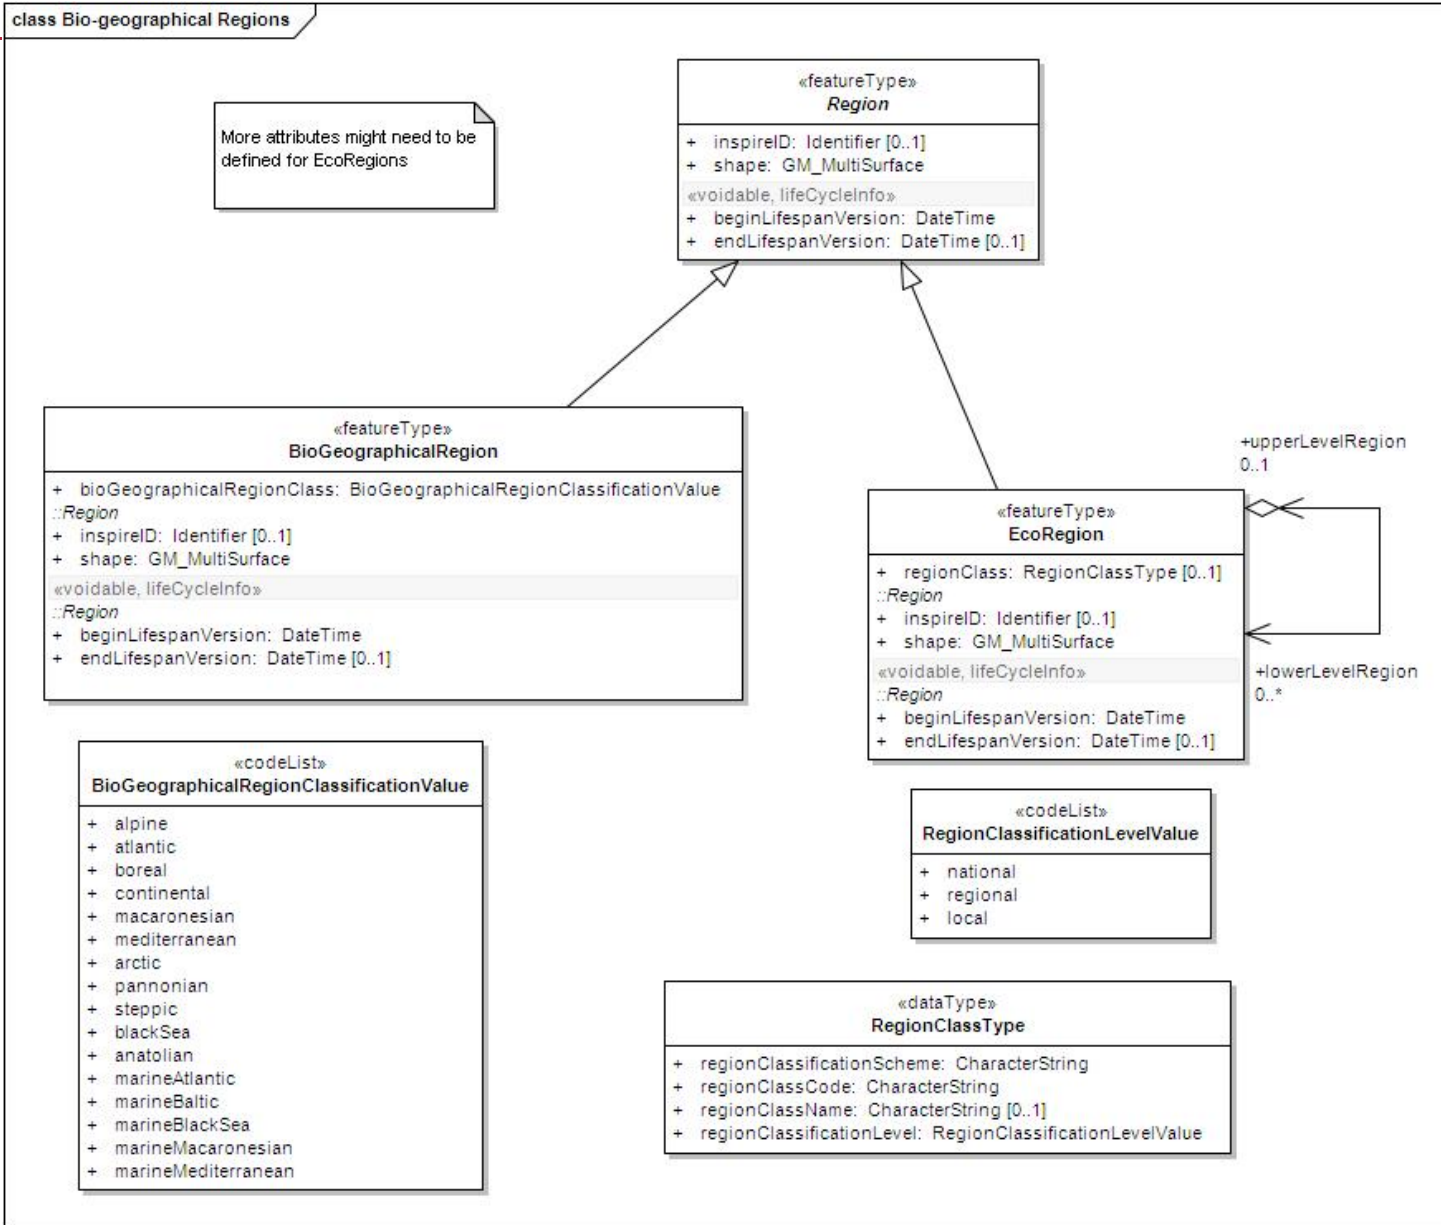 class Bio-geographical Regions
More attributes might need to be
defined for EcoRegions
«featureType»
Region
+ inspireID: Identifier [0..1]
+ shape: GM_MultiSurface
«voidable, lifeCycleInfo»
+ beginLifespanVersion: DateTime
+ endLifespanVersion: DateTime [0..1]
«featureType»
BioGeographicalRegion
+ bioGeographicalRegionClass: BioGeographicalRegionClassificationValue
::Region
+ inspireID: Identifier [0..1]
+ shape: GM_MultiSurface
«voidable, lifeCycleInfo»
::Region
+ beginLifespanVersion: DateTime
+ endLifespanVersion: DateTime [0..1]
+upperLevelRegion
0..1
«featureType»
EcoRegion
+ regionClass: RegionClassType [0..1]
::Region
+ inspireID: Identifier [0..1]
+ shape: GM_MultiSurface
«voidable, lifeCycleInfo»
::Region
+ beginLifespanVersion: DateTime
+ endLifespanVersion: DateTime [0..1]
+lowerLevelRegion
0..*
«codeList»
BioGeographicalRegionClassificationValue
+ alpine
+ atlantic
+ boreal
+ continental
+ macaronesian
+ mediterranean
+ arctic
+ pannonian
+ steppic
+ blackSea
+ anatolian
+ marineAtlantic
+ marineBaltic
+ marineBlackSea
+ marineMacaronesian
+ marineMediterranean
«codeList»
RegionClassificationLevelValue
+ national
+ regional
+ local
«dataType»
RegionClassType
+ regionClassificationScheme: CharacterString
+ regionClassCode: CharacterString
+ regionClassName: CharacterString [0..1]
+ regionClassificationLevel: RegionClassificationLevelValue